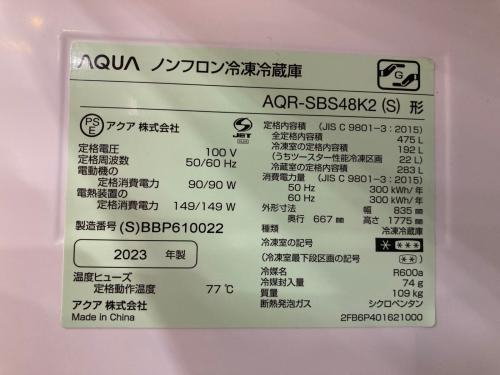 AQUA ノンフロン冷凍冷蔵庫
G
AQR-SBS48K2 (S) 形
PS
E
アクア 株式会社
JET
定格電圧 100 V
定格周波数 50/60 Hz
電動機の
定格消費電力 90/90 W
電熱装置の
定格消費電力 149/149 W
製造番号 (S)BBP610022
2023 年製
温度ヒューズ
定格動作温度 77 ℃
アクア 株式会社
Made in China
定格内容積 (JIS C 9801-3 : 2015)
全定格内容積 475 L
冷凍室の定格内容積 192 L
(うちツースター性能冷凍区画 22 L)
冷蔵室の定格内容積 283 L
消費電力量 (JIS C 9801-3 : 2015)
50 Hz 300 kWh/年
60 Hz 300 kWh/年
外形寸法 幅 835 ㎜
奥行 667 ㎜ 高さ 1775 ㎜
種類 冷凍冷蔵庫
冷凍室の記号 * ***
(冷凍室最下段区画の記号 (**) )
冷媒名 R600a
冷媒封入量 74 g
質量 109 kg
断熱発泡ガス シクロペンタン
2FB6P401621000